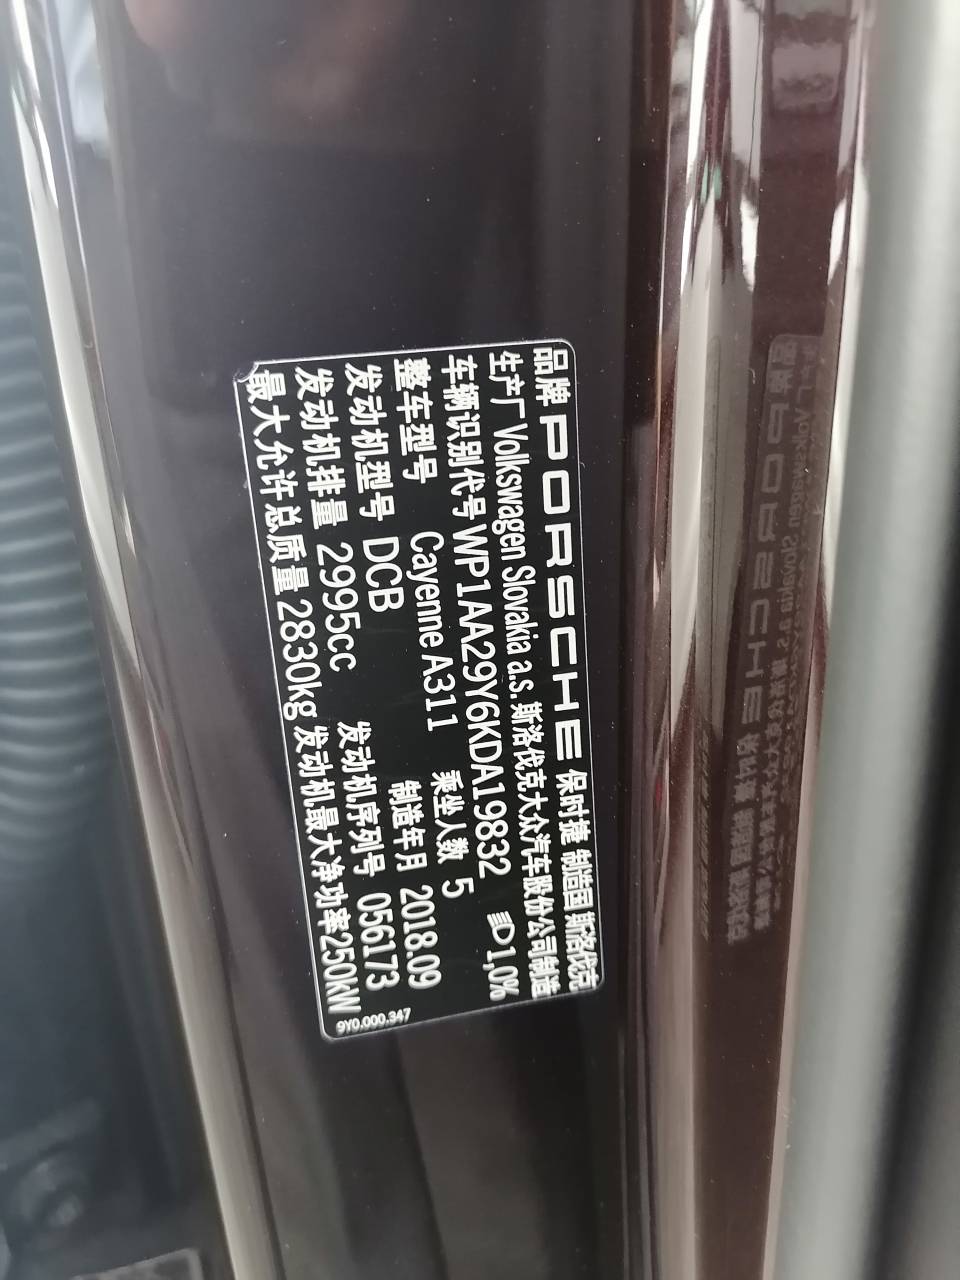 品牌 PORSCHE 保时捷 制造国 斯洛伐克
生产厂 Volkswagen Slovakia a.s. 斯洛伐克大众汽车股份公司制造
车辆识别代号 WP1AA29Y6KDA19832 1,0%
整车型号 Cayenne A311 乘坐人数 5
发动机型号 DCB 制造年月 2018.09
发动机排量 2995cc 发动机序列号 056173
最大允许总质量 2830kg 发动机最大净功率250kW
9Y0.000.347